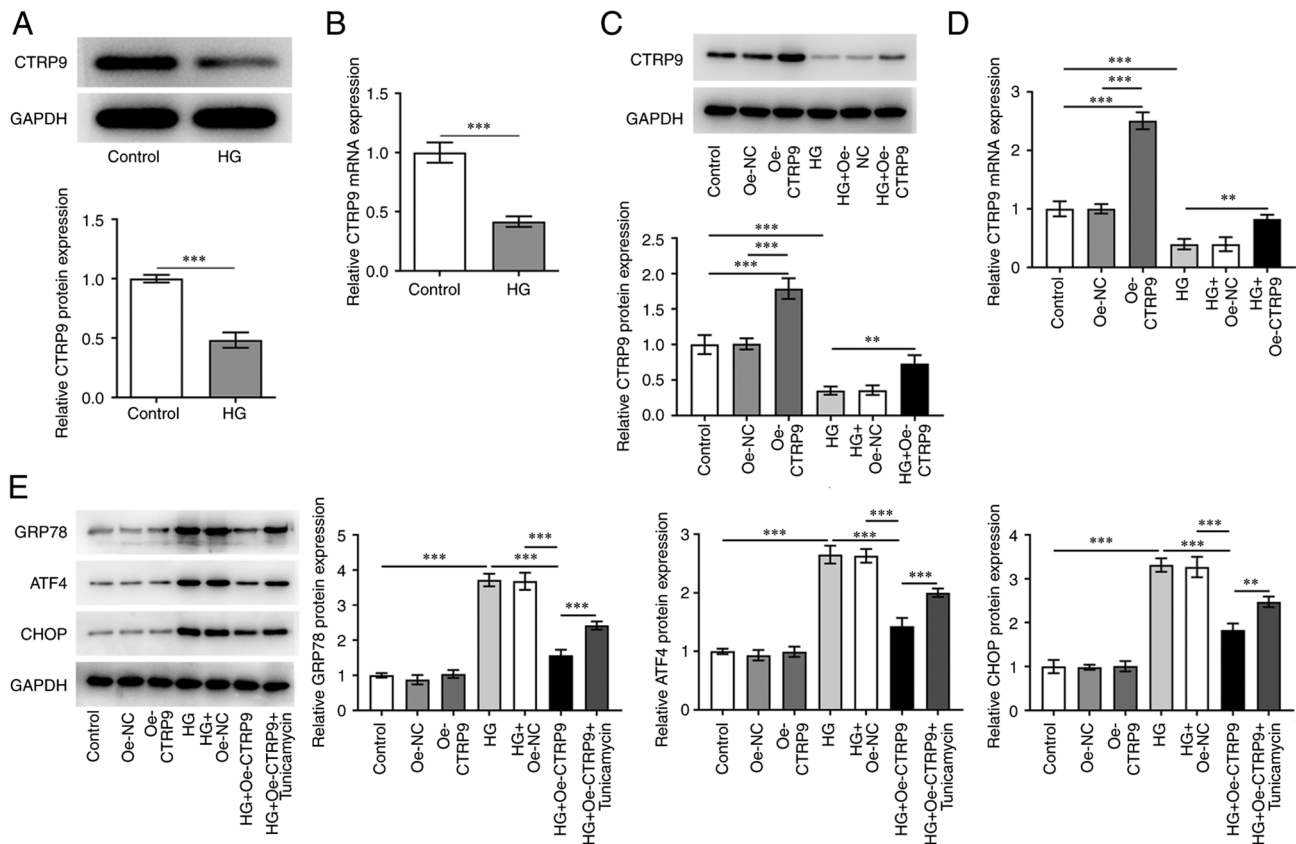 A
CTRP9
GAPDH
Control HG
Relative CTRP9 protein expression
1.5
1.0
0.5
0.0
***
Control HG
B
Relative CTRP9 mRNA expression
1.5
1.0
0.5
0.0
***
Control HG
C
CTRP9
GAPDH
Control
Oe-NC
Oe-
CTRP9
HG
HG+Oe-
NC
HG+Oe-
CTRP9
Relative CTRP9 protein expression
2.5
2.0
1.5
1.0
0.5
0.0
***
***
***
**
Control
Oe-NC
Oe-
CTRP9
HG
HG+
Oe-NC
HG+Oe-
CTRP9
D
Relative CTRP9 mRNA expression
3
2
1
0
***
***
***
**
Control
Oe-NC
Oe-
CTRP9
HG
HG+
Oe-NC
HG+
Oe-CTRP9
E
GRP78
ATF4
CHOP
GAPDH
Control
Oe-NC
Oe-
CTRP9
HG
HG+
Oe-NC
HG+Oe-CTRP9
HG+Oe-CTRP9+
Tunicamycin
Relative GRP78 protein expression
5
4
3
2
1
0
***
***
***
***
Control
Oe-NC
Oe-
CTRP9
HG
HG+
Oe-NC
HG+Oe-CTRP9
HG+Oe-CTRP9+
Tunicamycin
Relative ATF4 protein expression
3
2
1
0
***
***
***
***
Control
Oe-NC
Oe-
CTRP9
HG
HG+
Oe-NC
HG+Oe-CTRP9
HG+Oe-CTRP9+
Tunicamycin
Relative CHOP protein expression
4
3
2
1
0
***
***
***
**
Control
Oe-NC
Oe-
CTRP9
HG
HG+
Oe-NC
HG+Oe-CTRP9
HG+Oe-CTRP9+
Tunicamycin